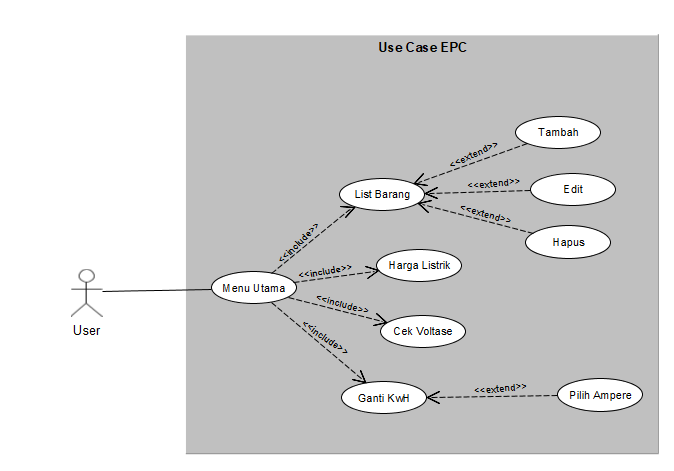 Use Case EPC
Tambah
<<extend>>
List Barang
<<extend>>
Edit
<<extend>>
Hapus
<<include>>
Harga Listrik
<<include>>
Menu Utama
<<include>>
User
Cek Voltase
<<include>>
Ganti KwH
<<extend>>
Pilih Ampere